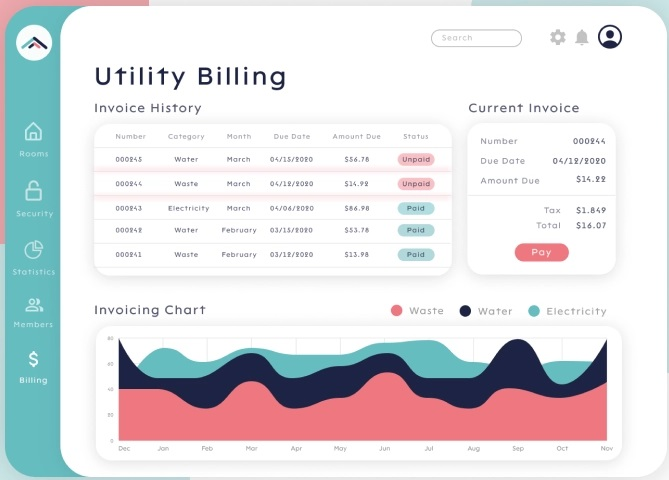 Search
Utility Billing
Invoice History
Number Category Month Due Date Amount Due Status
000245 Water March 04/15/2020 $56.78 Unpaid
000244 Waste March 04/12/2020 $14.92 Unpaid
000243 Electricity March 04/06/2020 $86.98 Paid
000242 Water February 03/15/2020 $53.78 Paid
000241 Waste February 03/12/2020 $13.98 Paid
Current Invoice
Number 000244
Due Date 04/12/2020
Amount Due $14.22
Tax $1.849
Total $16.07
Pay
Rooms
Security
Statistics
Members
Billing
Invoicing Chart
Waste Water Electricity
80
60
40
20
0
Dec Jan Feb Mar Apr May Jun Jul Aug Sep Oct Nov